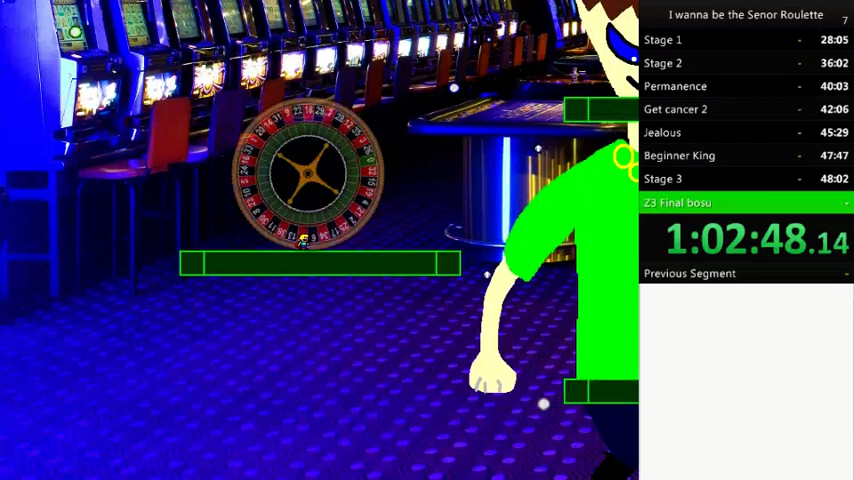 I wanna be the Senor Roulette
7
Stage 1 - 28:05
Stage 2 - 36:02
Permanence - 40:03
Get cancer 2 - 42:06
Jealous - 45:29
Beginner King - 47:47
Stage 3 - 48:02
Z3 Final bosu -
1:02:48.14
Previous Segment -